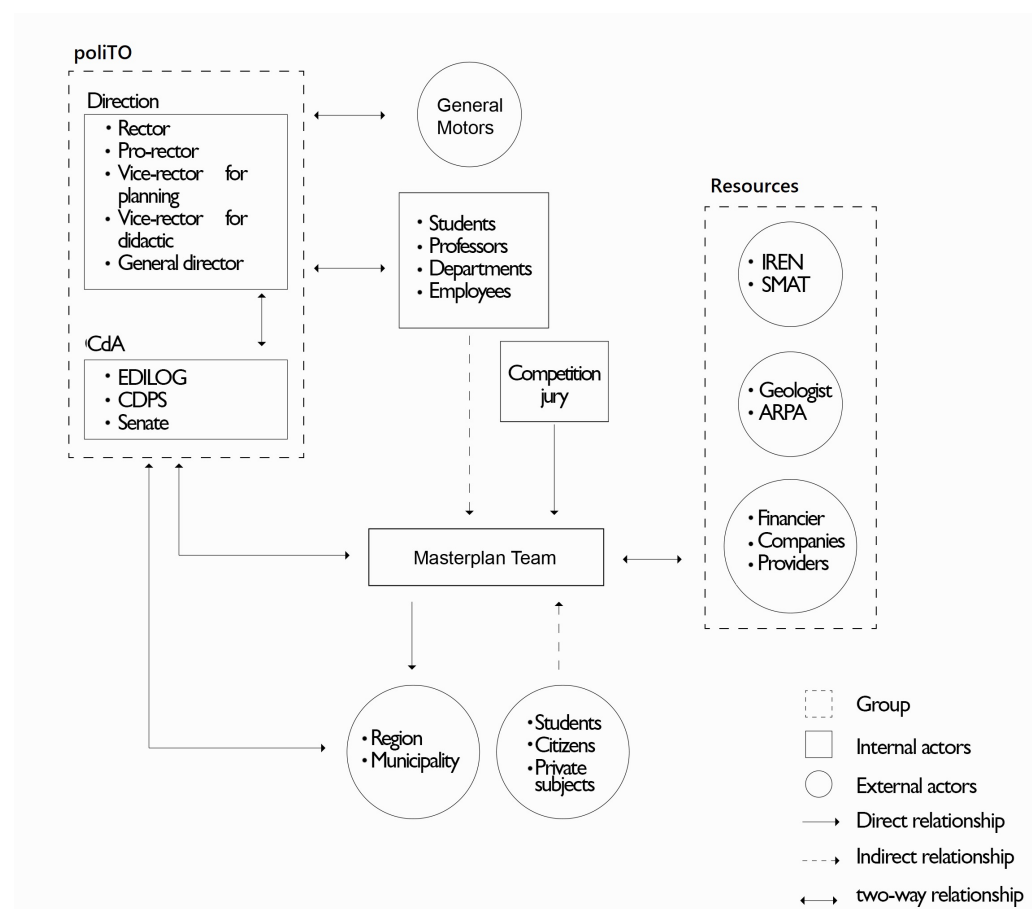 poliTO
Direction
• Rector
• Pro-rector
• Vice-rector for
planning
• Vice-rector for
didactic
• General director
CdA
• EDILOG
• CDPS
• Senate
General
Motors
• Students
• Professors
• Departments
• Employees
Competition
jury
Masterplan Team
• Region
• Municipality
• Students
• Citizens
• Private
subjects
Resources
• IREN
• SMAT
• Geologist
• ARPA
• Financier
• Companies
• Providers
Group
Internal actors
External actors
Direct relationship
Indirect relationship
two-way relationship